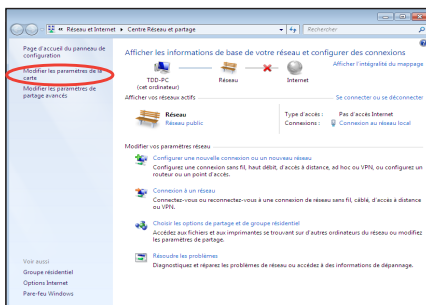 Réseau et Internet ▸ Centre Réseau et partage
Rechercher
Page d'accueil du panneau de
configuration
Modifier les paramètres de la
carte
Modifier les paramètres de
partage avancés
Afficher les informations de base de votre réseau et configurer des connexions
Afficher l'intégralité du mappage
TDD-PC
(cet ordinateur)
Réseau
Internet
Afficher vos réseaux actifs
Se connecter ou se déconnecter
Réseau
Réseau public
Type d'accès : Pas d'accès Internet
Connexions : Connexion au réseau local
Modifier vos paramètres réseau
Configurer une nouvelle connexion ou un nouveau réseau
Configurez une connexion sans fil, haut débit, d'accès à distance, ad hoc ou VPN, ou configurez un
routeur ou un point d'accès.
Connexion à un réseau
Connectez-vous ou reconnectez-vous à une connexion de réseau sans fil, câblé, d'accès à distance
ou VPN.
Choisir les options de partage et de groupe résidentiel
Accédez aux fichiers et aux imprimantes se trouvant sur d'autres ordinateurs du réseau ou modifiez
les paramètres de partage.
Résoudre les problèmes
Diagnostiquez et réparez les problèmes de réseau ou accédez à des informations de dépannage.
Voir aussi
Groupe résidentiel
Options Internet
Pare-feu Windows